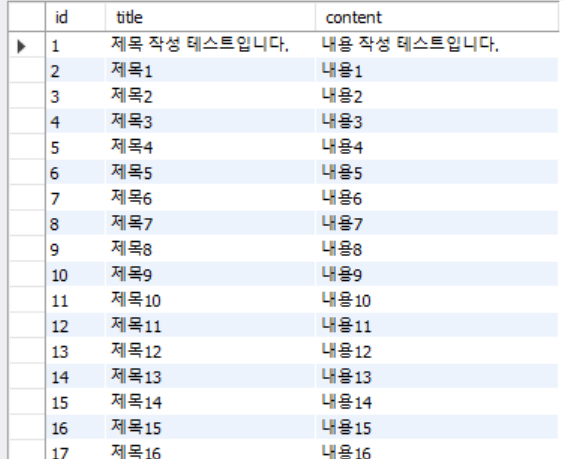 id title content
1 제목 작성 테스트입니다. 내용 작성 테스트입니다.
2 제목1 내용1
3 제목2 내용2
4 제목3 내용3
5 제목4 내용4
6 제목5 내용5
7 제목6 내용6
8 제목7 내용7
9 제목8 내용8
10 제목9 내용9
11 제목10 내용10
12 제목11 내용11
13 제목12 내용12
14 제목13 내용13
15 제목14 내용14
16 제목15 내용15
17 제목16 내용16